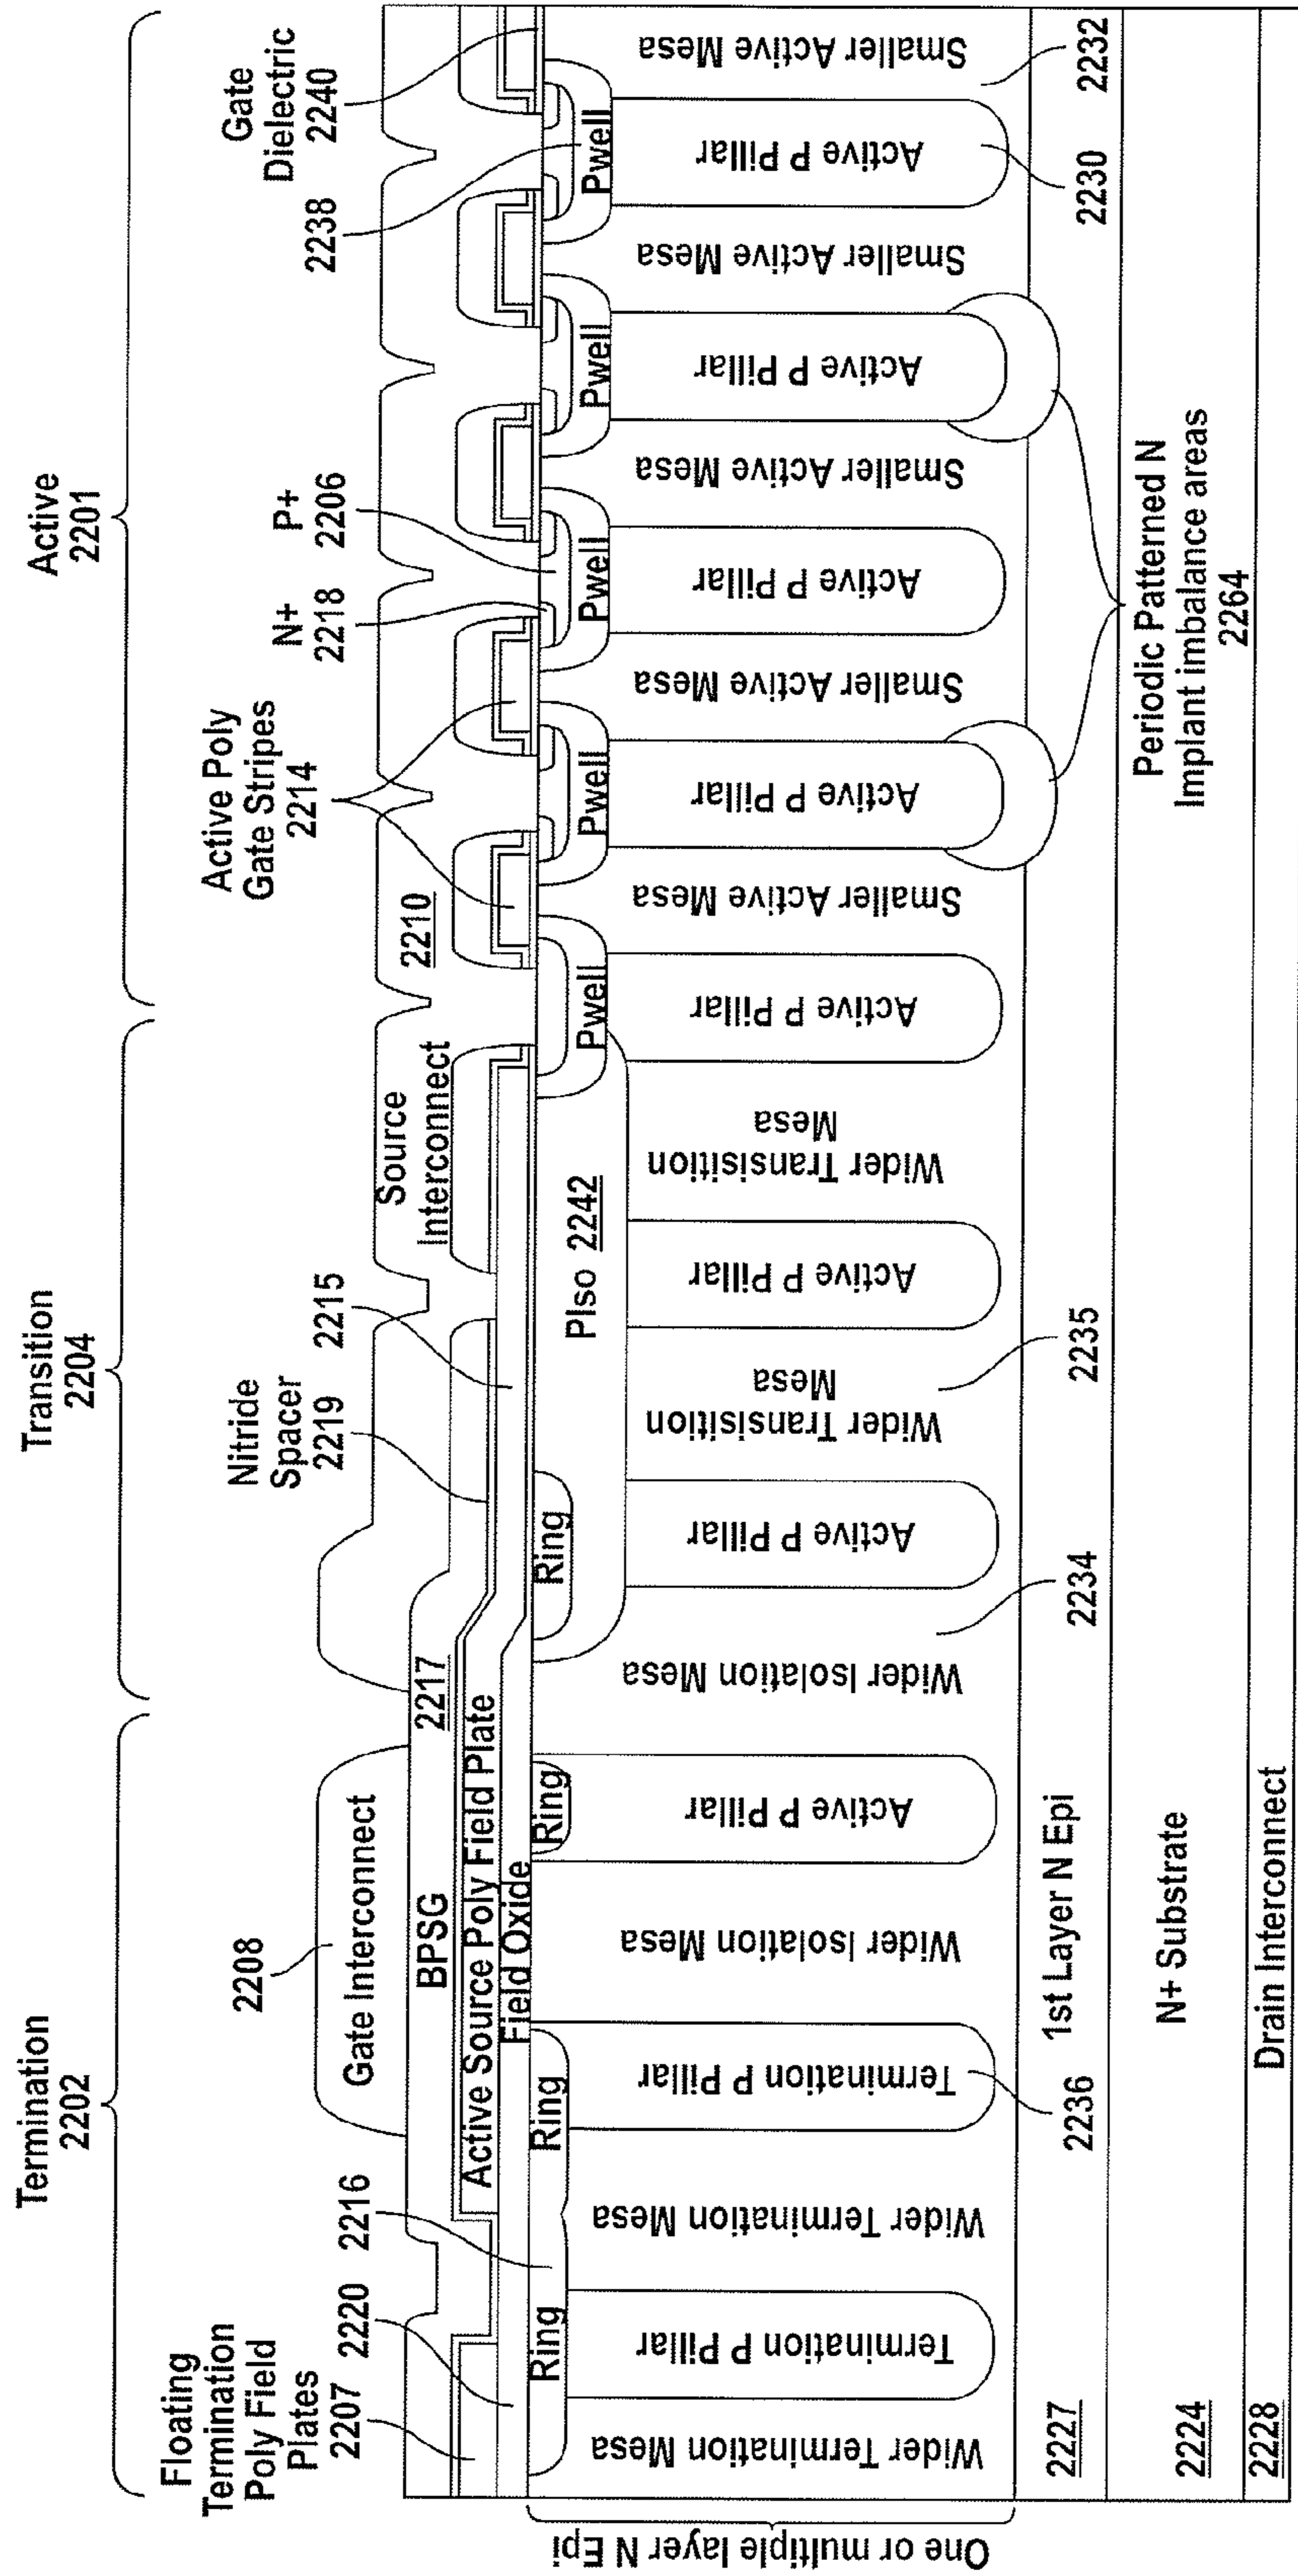 Termination
2202
Transition
2204
Active
2201
Floating
Termination
Poly Field
Plates
2207
2220
2216
2208
Nitride
Spacer
2219
2215
Active Poly
Gate Stripes
2214
N+
2218
P+
2206
2238
Gate
Dielectric
2240
Gate Interconnect
BPSG
2217
Active Source Poly Field Plate
Field Oxide
Source
Interconnect
2210
Ring
Ring
Ring
Ring
PIso 2242
Pwell
Pwell
Pwell
Pwell
Pwell
One or multiple layer N Epi
Wider Termination Mesa
Termination P Pillar
Wider Termination Mesa
Termination P Pillar
Wider Isolation Mesa
Active P Pillar
Wider Isolation Mesa
Active P Pillar
Wider Transisition
Mesa
Active P Pillar
Wider Transisition
Mesa
Active P Pillar
Smaller Active Mesa
Active P Pillar
Smaller Active Mesa
Active P Pillar
Smaller Active Mesa
Active P Pillar
Smaller Active Mesa
Active P Pillar
Smaller Active Mesa
2227
2236
1st Layer N Epi
2234
2235
2230
2232
2224
N+ Substrate
Periodic Patterned N
Implant imbalance areas
2264
2228
Drain Interconnect